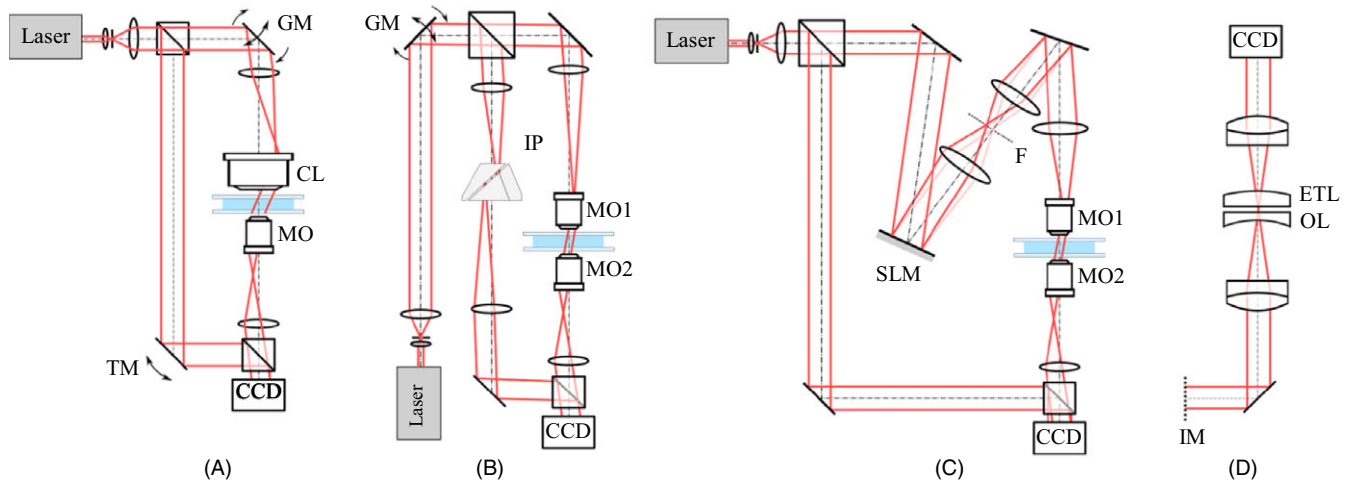 Laser
GM
CL
MO
TM
CCD
(A)
GM
IP
MO1
MO2
Laser
CCD
(B)
Laser
F
SLM
MO1
MO2
CCD
(C)
CCD
ETL
OL
IM
(D)